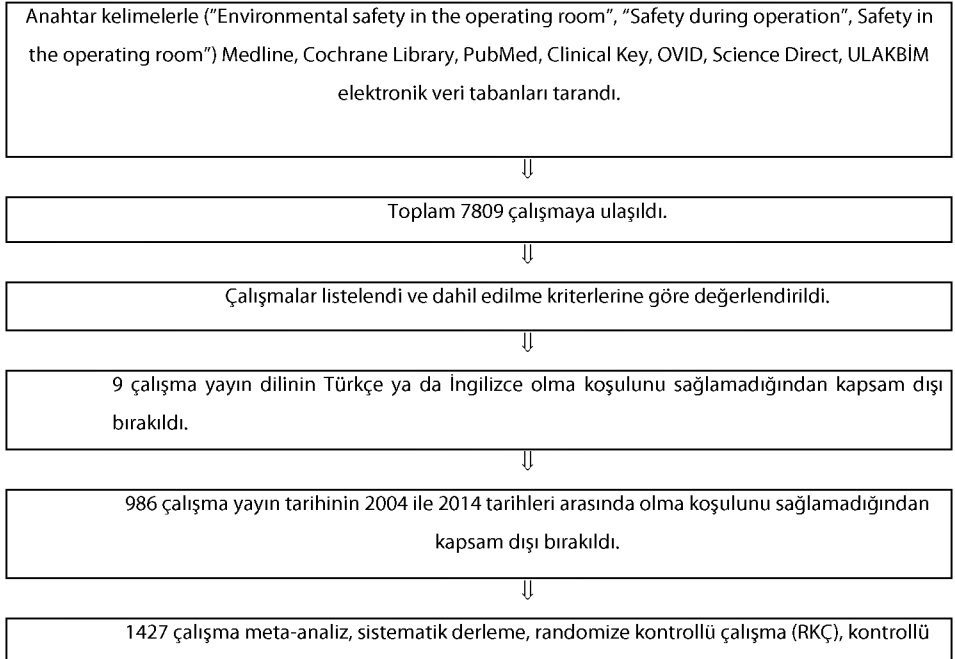 Anahtar kelimelerle (”Environmental safety in the operating room”, “Safety during operation”, Safety in
the operating room”) Medline, Cochrane Library, PubMed, Clinical Key, OVID, Science Direct, ULAKBİM
elektronik veri tabanları tarandı.
⇓
Toplam 7809 çalışmaya ulaşıldı.
⇓
Çalışmalar listelendi ve dahil edilme kriterlerine göre değerlendirildi.
⇓
9 çalışma yayın dilinin Türkçe ya da İngilizce olma koşulunu sağlamadığından kapsam dışı
bırakıldı.
⇓
986 çalışma yayın tarihinin 2004 ile 2014 tarihleri arasında olma koşulunu sağlamadığından
kapsam dışı bırakıldı.
⇓
1427 çalışma meta-analiz, sistematik derleme, randomize kontrollü çalışma (RKÇ), kontrollü